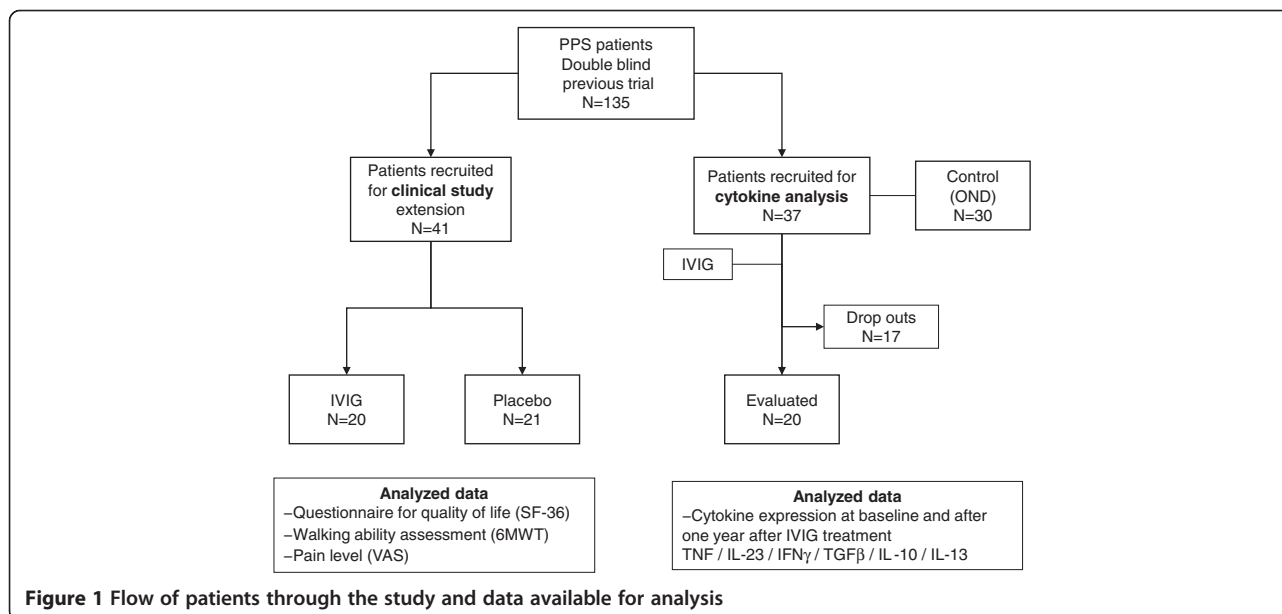 PPS patients
Double blind
previous trial
N=135
Patients recruited
for clinical study
extension
N=41
Patients recruited for
cytokine analysis
N=37
Control
(OND)
N=30
IVIG
Drop outs
N=17
IVIG
N=20
Placebo
N=21
Evaluated
N=20
Analyzed data
–Questionnaire for quality of life (SF-36)
–Walking ability assessment (6MWT)
–Pain level (VAS)
Analyzed data
–Cytokine expression at baseline and after
one year after IVIG treatment
TNF / IL-23 / IFNγ / TGFβ / IL-10 / IL-13
Figure 1 Flow of patients through the study and data available for analysis